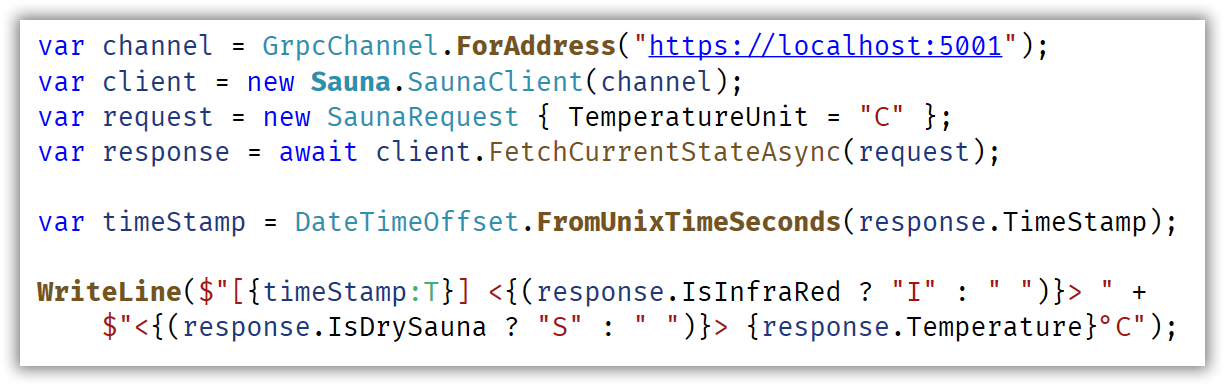 var channel = GrpcChannel.ForAddress("https://localhost:5001");
var client = new Sauna.SaunaClient(channel);
var request = new SaunaRequest { TemperatureUnit = "C" };
var response = await client.FetchCurrentStateAsync(request);
var timeStamp = DateTimeOffset.FromUnixTimeSeconds(response.TimeStamp);
WriteLine($"[{timeStamp:T}] <{(response.IsInfraRed ? "I" : " ")}> " +
$"<{(response.IsDrySauna ? "S" : " ")}> {response.Temperature}°C");